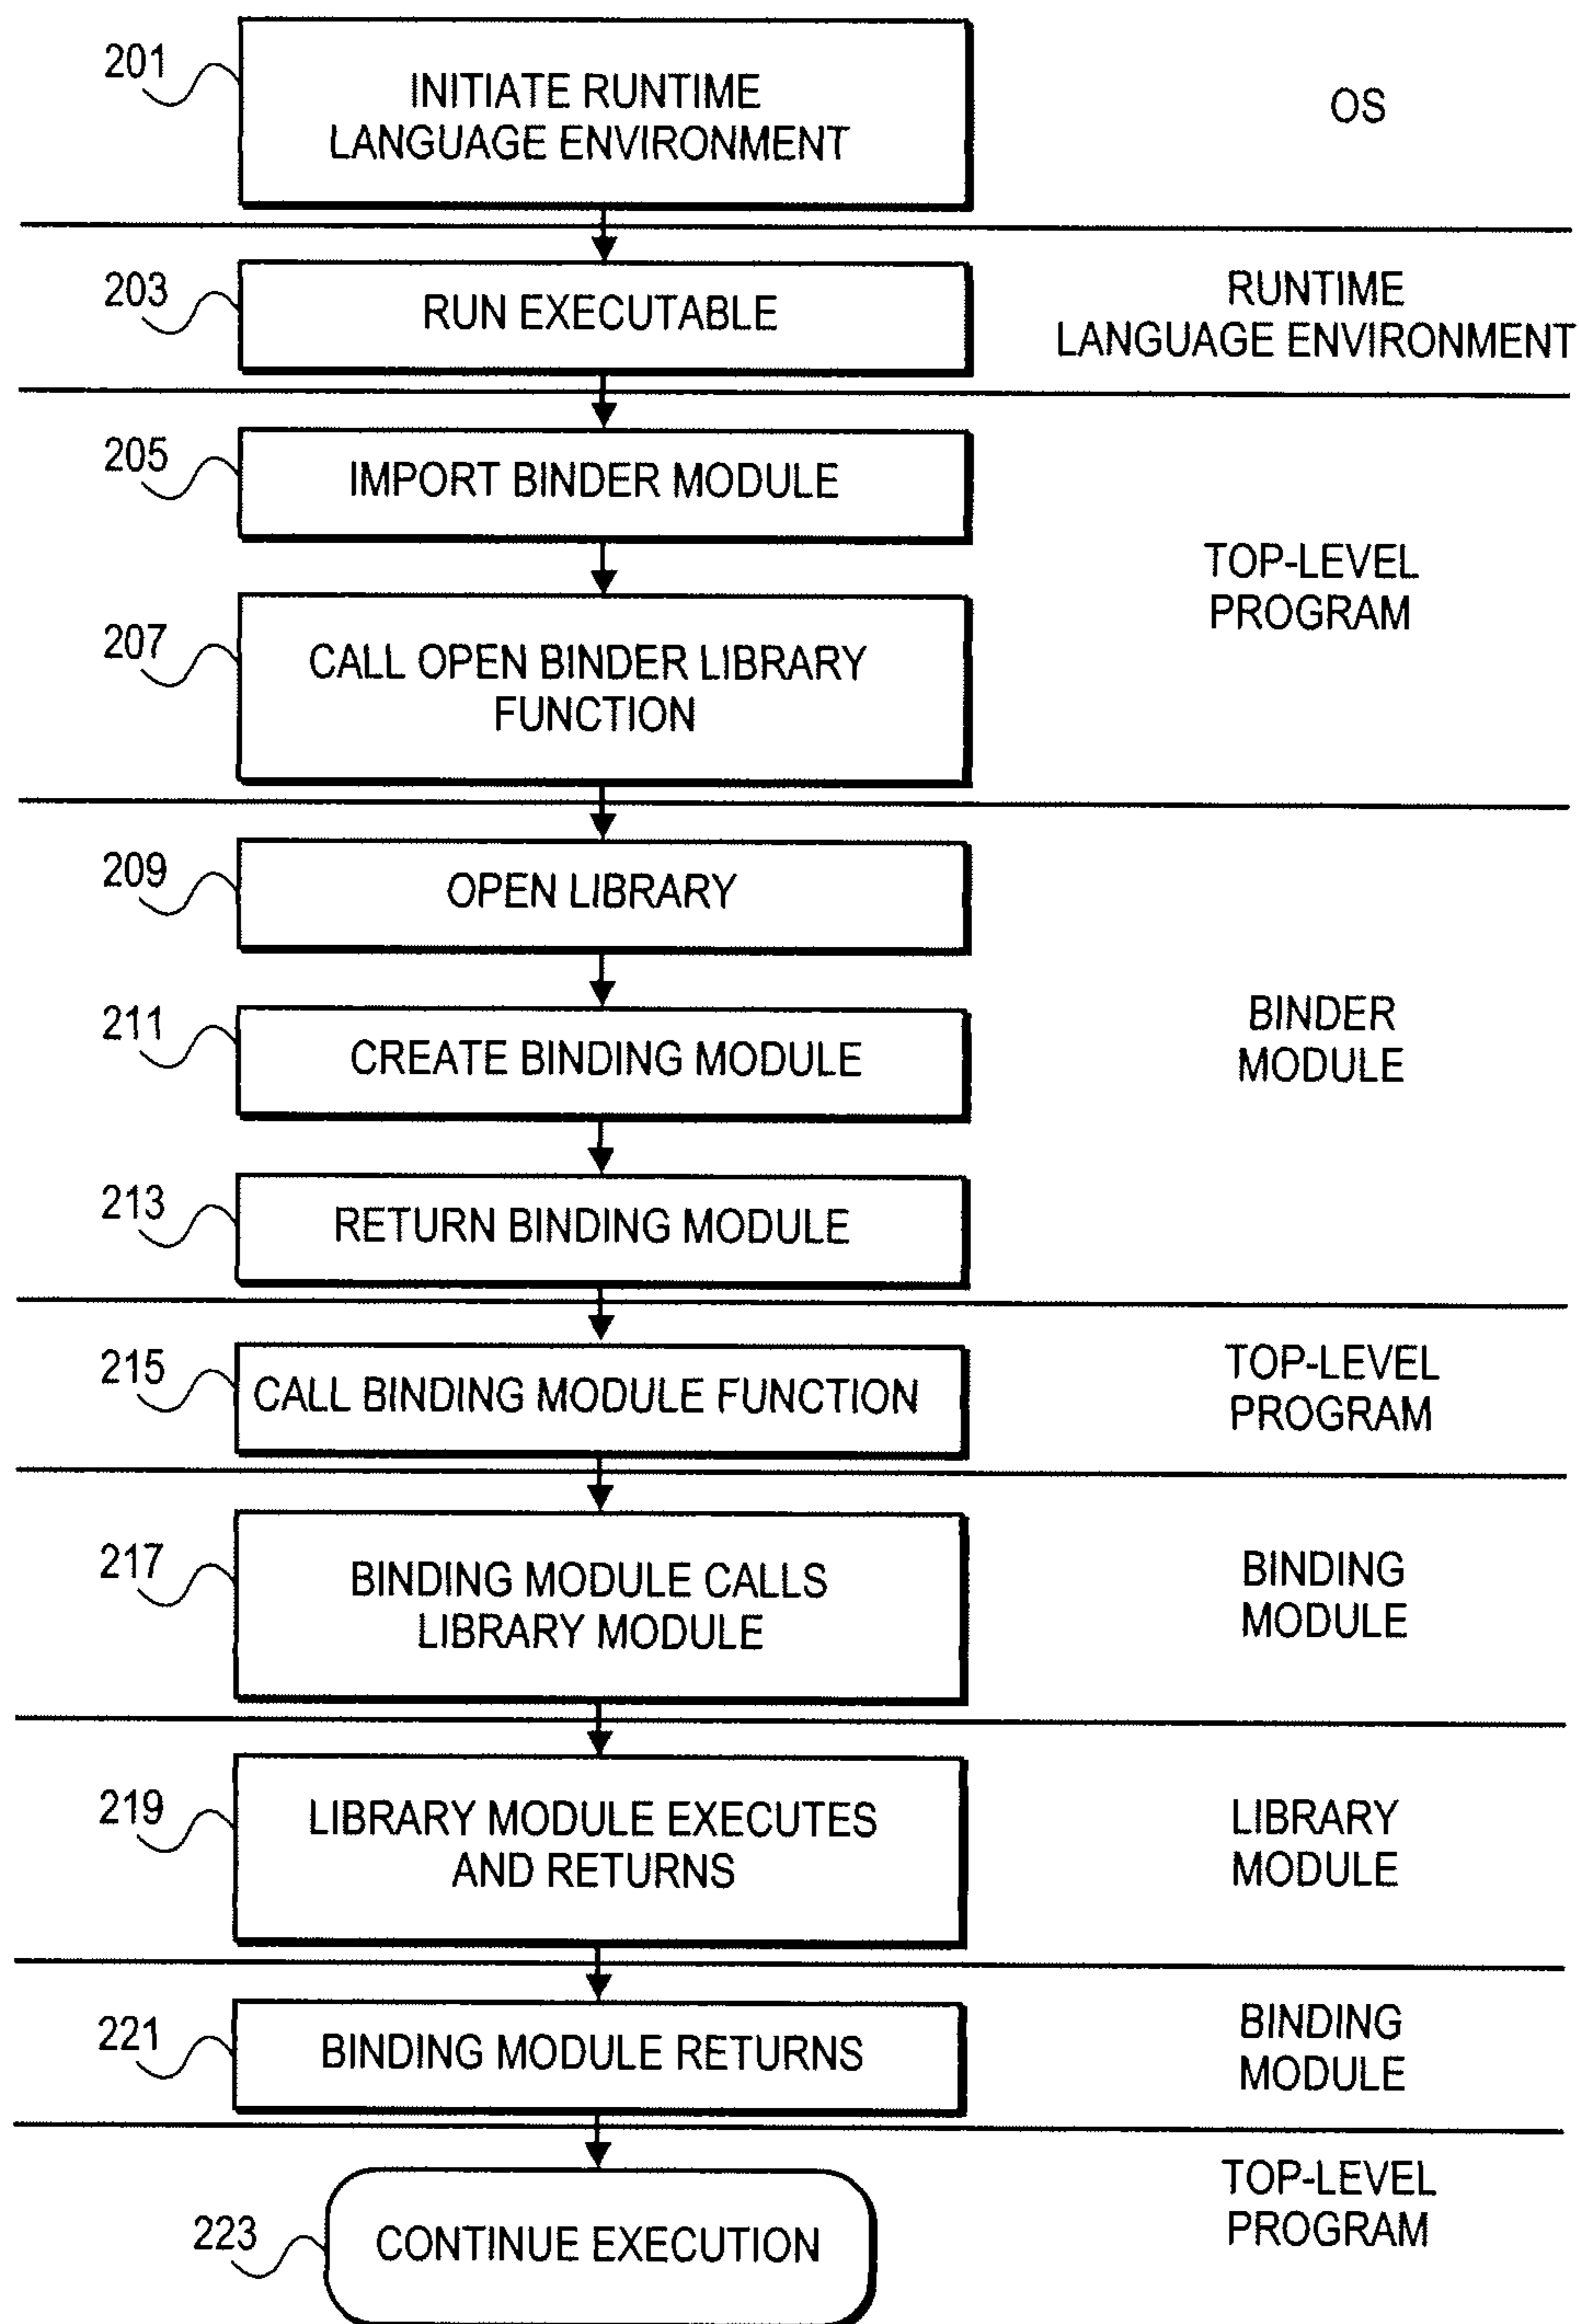 201
INITIATE RUNTIME
LANGUAGE ENVIRONMENT
OS
203
RUN EXECUTABLE
RUNTIME
LANGUAGE ENVIRONMENT
205
IMPORT BINDER MODULE
207
CALL OPEN BINDER LIBRARY
FUNCTION
TOP-LEVEL
PROGRAM
209
OPEN LIBRARY
211
CREATE BINDING MODULE
BINDER
MODULE
213
RETURN BINDING MODULE
215
CALL BINDING MODULE FUNCTION
TOP-LEVEL
PROGRAM
217
BINDING MODULE CALLS
LIBRARY MODULE
BINDING
MODULE
219
LIBRARY MODULE EXECUTES
AND RETURNS
LIBRARY
MODULE
221
BINDING MODULE RETURNS
BINDING
MODULE
223
CONTINUE EXECUTION
TOP-LEVEL
PROGRAM